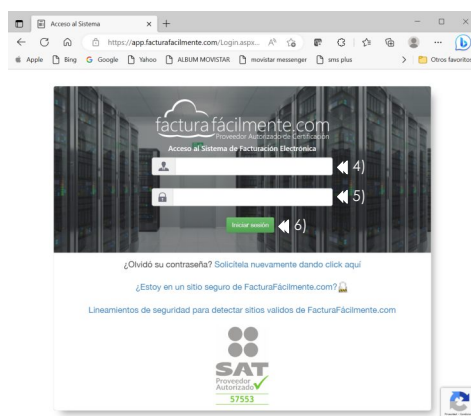 Acceso al Sistema
https://app.facturafacilmente.com/Login.aspx...
Apple Bing Google Yahoo ALBUM MOVISTAR movistar messenger sms plus Otros favoritos
factura fácilmente.com
Proveedor Autorizado de Certificación
Acceso al Sistema de Facturación Electrónica
4)
5)
Iniciar sesión 6)
¿Olvidó su contraseña? Solicítela nuevamente dando click aquí
¿Estoy en un sitio seguro de FacturaFácilmente.com?
Lineamientos de seguridad para detectar sitios validos de FacturaFácilmente.com
SAT
Proveedor
Autorizado
57553